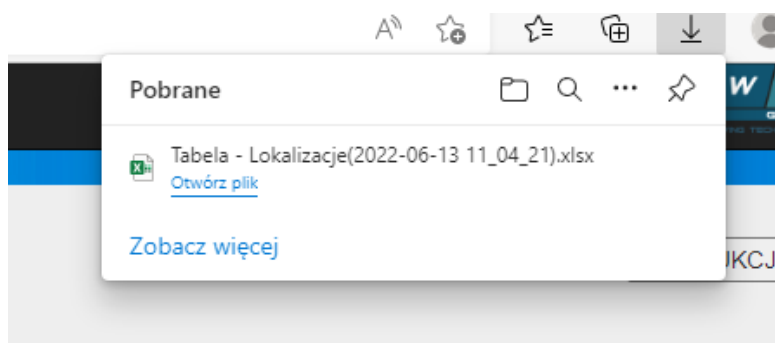 Pobrane
W
Tabela - Lokalizacje(2022-06-13 11_04_21).xlsx
Otwórz plik
Zobacz więcej